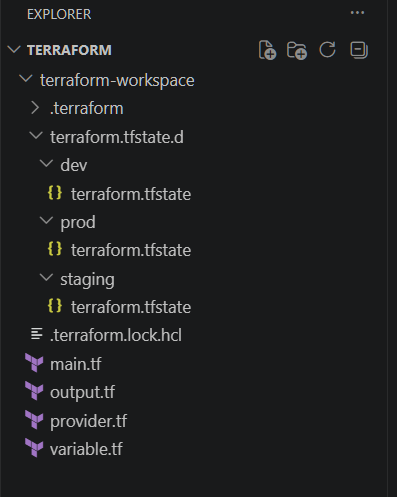 EXPLORER
TERRAFORM
terraform-workspace
.terraform
terraform.tfstate.d
dev
{} terraform.tfstate
prod
{} terraform.tfstate
staging
{} terraform.tfstate
.terraform.lock.hcl
main.tf
output.tf
provider.tf
variable.tf